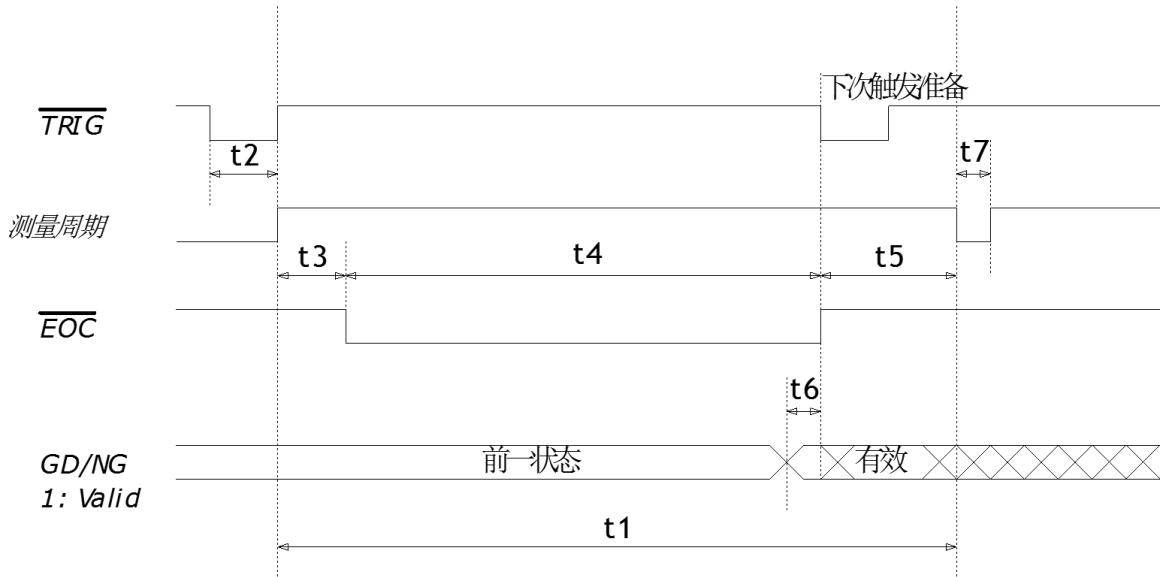 下次触发准备
TRIG
t2
t7
测量周期
t3
t4
t5
EOC
t6
GD/NG
前一状态
有效
1: Valid
t1